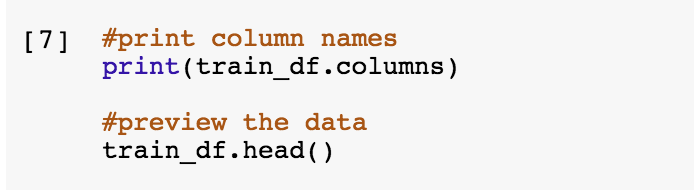 [7] #print column names
print(train_df.columns)
#preview the data
train_df.head()